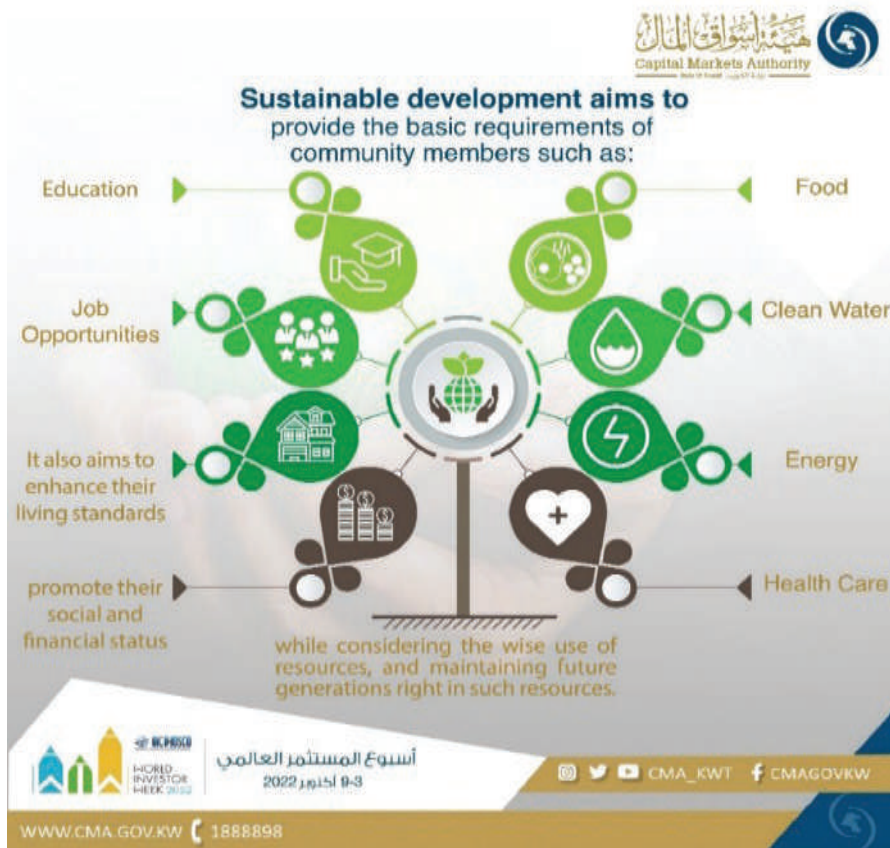 هيئة أسواق المال
Capital Markets Authority
Sustainable development aims to
provide the basic requirements of
community members such as:
Education
Food
Job
Opportunities
Clean Water
It also aims to
enhance their
living standards
Energy
promote their
social and
financial status
Health Care
while considering the wise use of
resources, and maintaining future
generations right in such resources.
WORLD
INVESTOR
WEEK 2022
أسبوع المستثمر العالمي
3-9 أكتوبر 2022
CMA_KWT
CMAGOVKW
WWW.CMA.GOV.KW
1888898